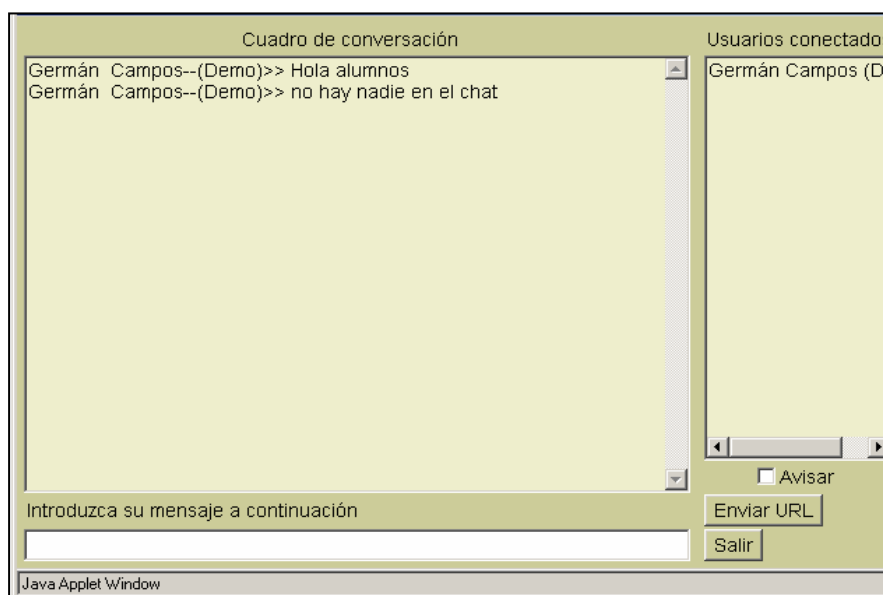 Cuadro de conversación
Germán  Campos--(Demo)>> Hola alumnos
Germán  Campos--(Demo)>> no hay nadie en el chat
Usuarios conectado
Germán Campos (D
Avisar
Introduzca su mensaje a continuación
Enviar URL
Salir
Java Applet Window